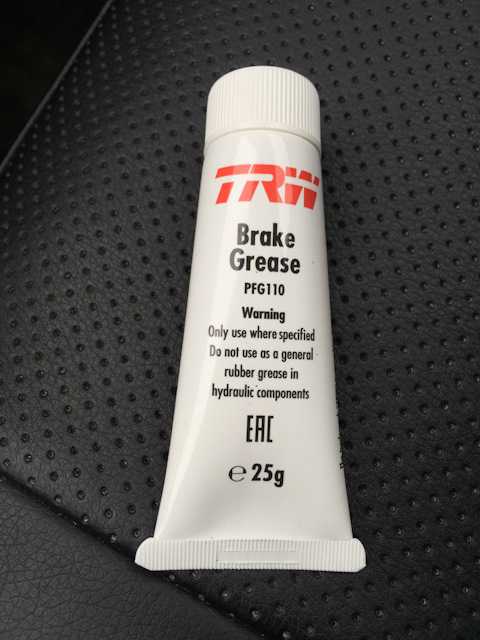 TRW
Brake
Grease
PFG110
Warning
Only use where specified
Do not use as a general
rubber grease in
hydraulic components
EAC
℮ 25g